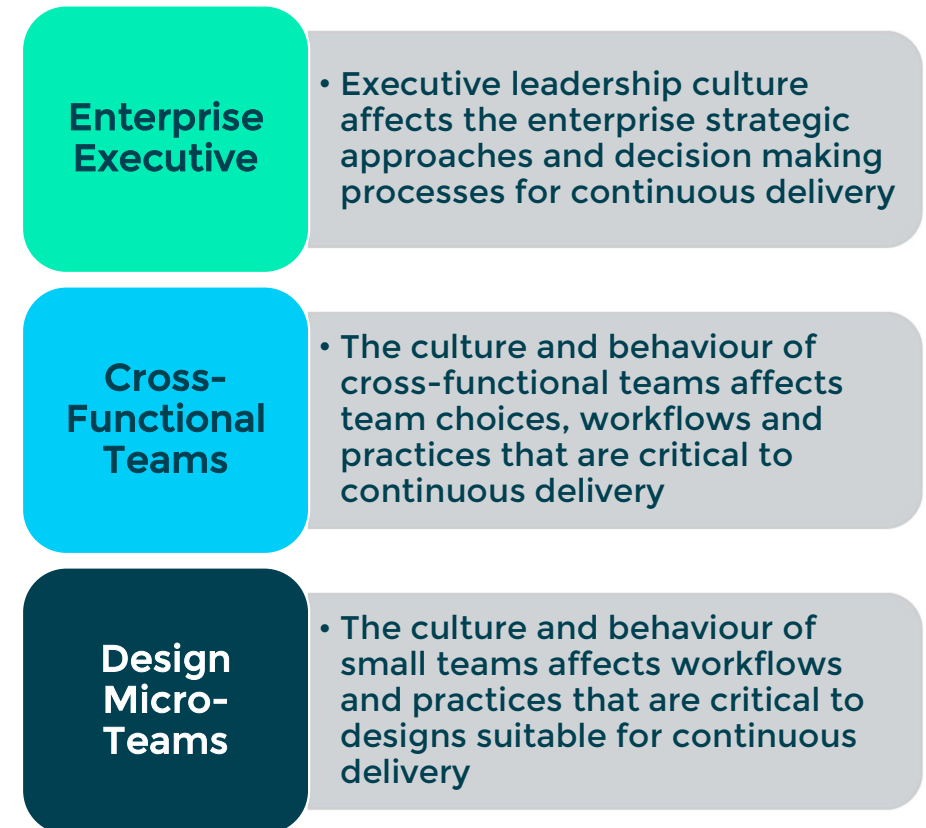 Enterprise
Executive
• Executive leadership culture
affects the enterprise strategic
approaches and decision making
processes for continuous delivery
Cross-
Functional
Teams
• The culture and behaviour of
cross-functional teams affects
team choices, workflows and
practices that are critical to
continuous delivery
Design
Micro-
Teams
• The culture and behaviour of
small teams affects workflows
and practices that are critical to
designs suitable for continuous
delivery